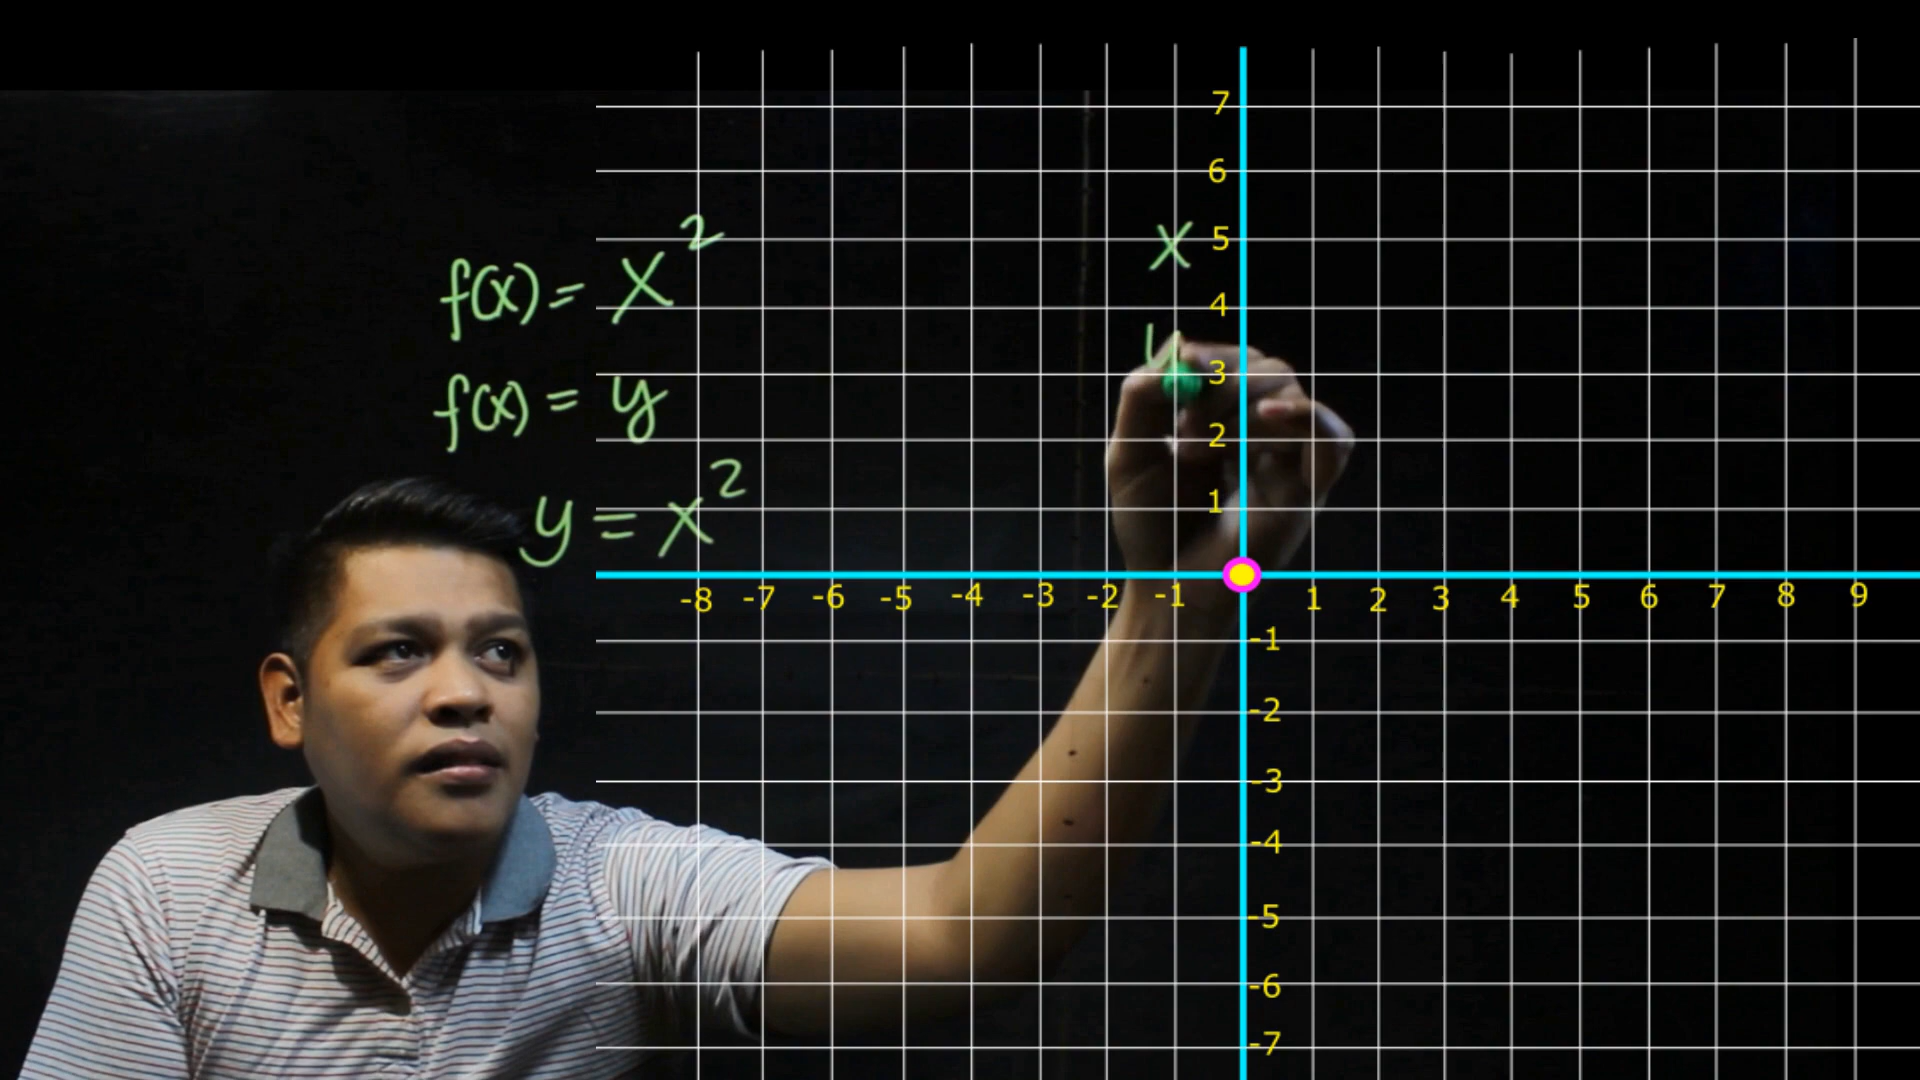 7
6
5
4
3
2
1
f(x) = x²
f(x) = y
y = x²
x
y
-8 -7 -6 -5 -4 -3 -2 -1 1 2 3 4 5 6 7 8 9
-1
-2
-3
-4
-5
-6
-7